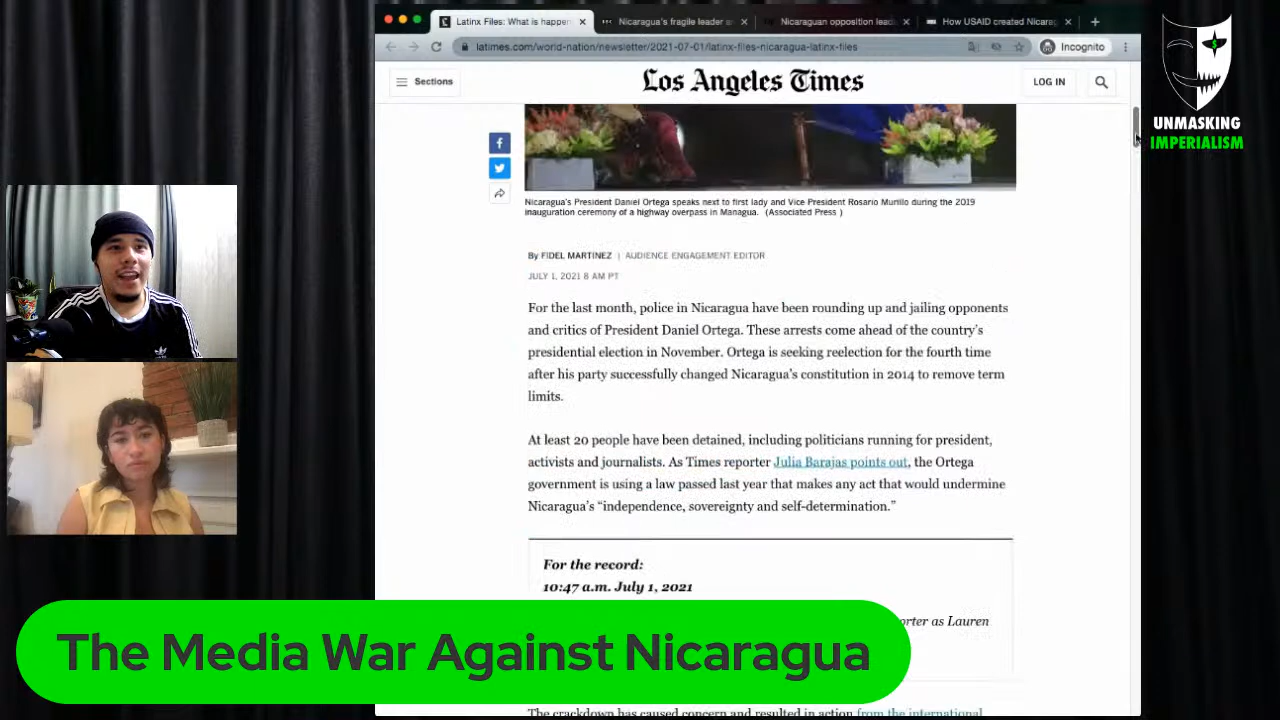 Latinx Files: What is happen
Nicaragua's fragile leader a
Nicaraguan opposition lead
How USAID created Nicarag
latimes.com/world-nation/newsletter/2021-07-01/latinx-files-nicaragua-latinx-files
Incognito
Sections
Los Angeles Times
LOG IN
UNMASKING
IMPERIALISM
Nicaragua's President Daniel Ortega speaks next to first lady and Vice President Rosario Murillo during the 2019
inauguration ceremony of a highway overpass in Managua. (Associated Press )
By FIDEL MARTINEZ | AUDIENCE ENGAGEMENT EDITOR
JULY 1, 2021 8 AM PT
For the last month, police in Nicaragua have been rounding up and jailing opponents
and critics of President Daniel Ortega. These arrests come ahead of the country's
presidential election in November. Ortega is seeking reelection for the fourth time
after his party successfully changed Nicaragua's constitution in 2014 to remove term
limits.
At least 20 people have been detained, including politicians running for president,
activists and journalists. As Times reporter Julia Barajas points out, the Ortega
government is using a law passed last year that makes any act that would undermine
Nicaragua's “independence, sovereignty and self-determination.”
For the record:
10:47 a.m. July 1, 2021
orter as Lauren
The Media War Against Nicaragua
The crackdown has caused concern and resulted in action from the international